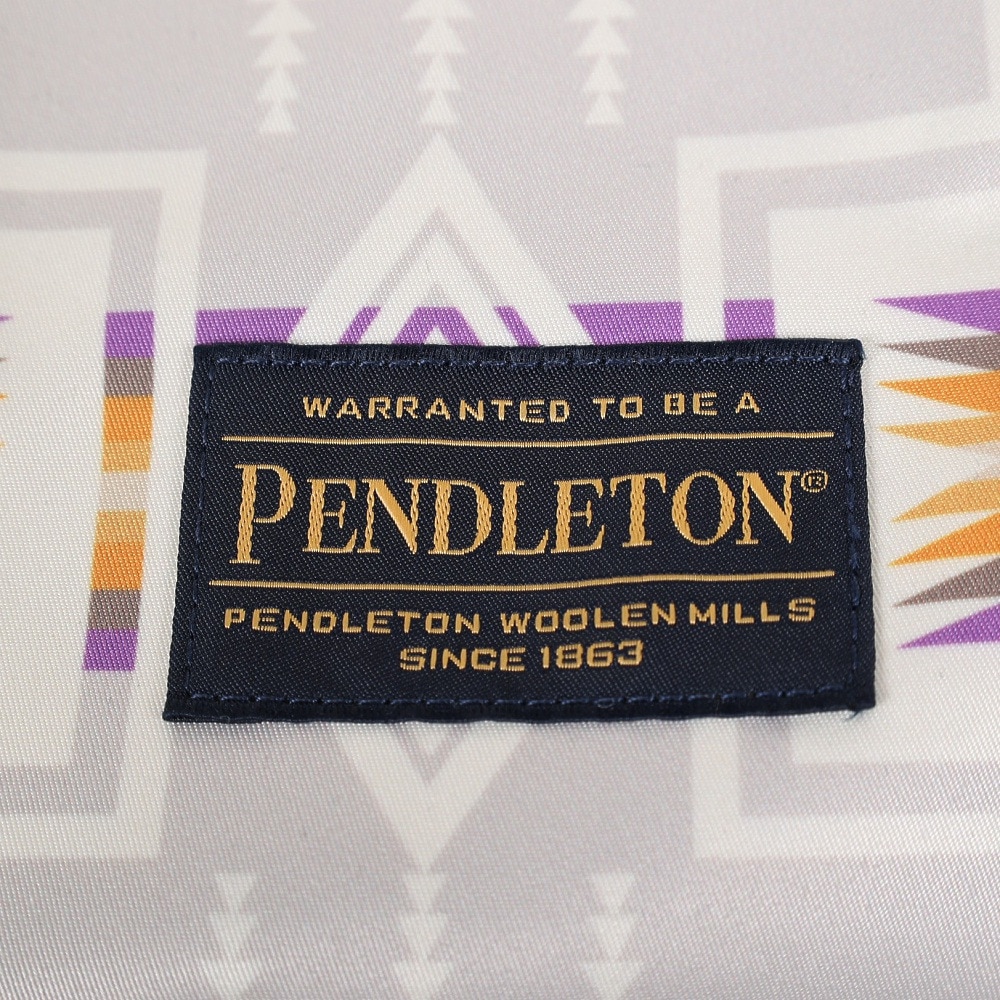 WARRANTED TO BE A
PENDLETON®
PENDLETON WOOLEN MILLS
SINCE 1863